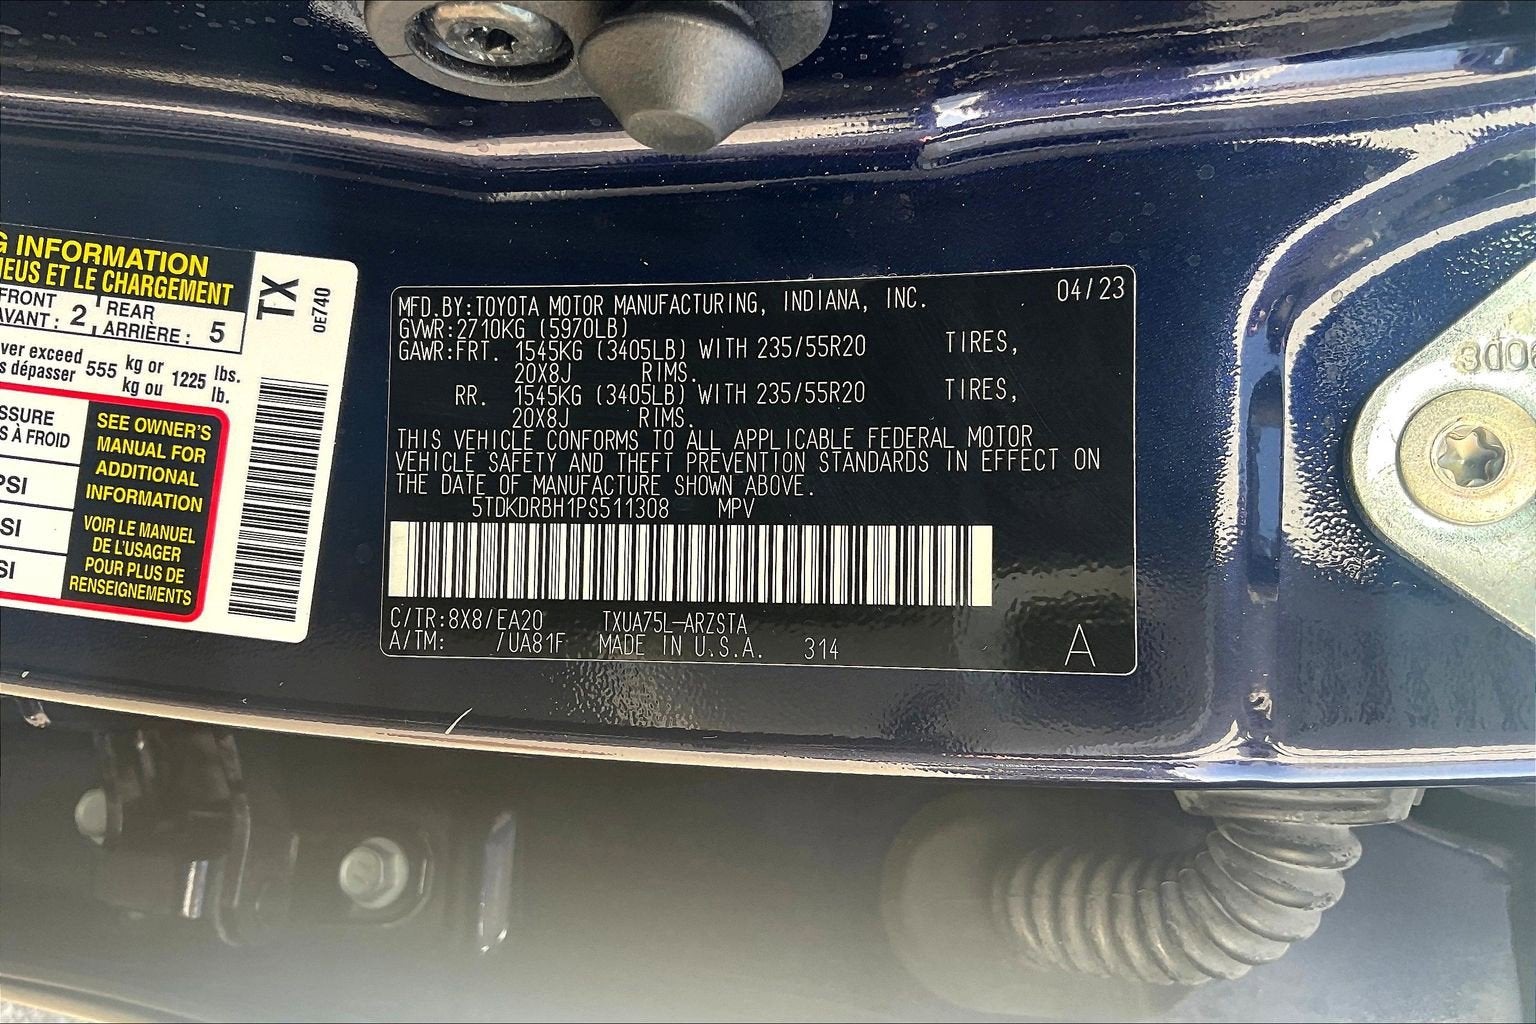 G INFORMATION
NEUS ET LE CHARGEMENT
TX
0E740
FRONT
AVANT : 2
REAR
ARRIÈRE : 5
ver exceed
s dépasser 555 kg or
kg ou 1225 lbs.
lb.
SSURE
S À FROID
PSI
SI
SI
SEE OWNER'S
MANUAL FOR
ADDITIONAL
INFORMATION
VOIR LE MANUEL
DE L'USAGER
POUR PLUS DE
RENSEIGNEMENTS
MFD.BY:TOYOTA MOTOR MANUFACTURING, INDIANA, INC. 04/23
GVWR:2710KG (5970LB)
GAWR:FRT. 1545KG (3405LB) WITH 235/55R20 TIRES,
20X8J RIMS.
RR. 1545KG (3405LB) WITH 235/55R20 TIRES,
20X8J RIMS.
THIS VEHICLE CONFORMS TO ALL APPLICABLE FEDERAL MOTOR
VEHICLE SAFETY AND THEFT PREVENTION STANDARDS IN EFFECT ON
THE DATE OF MANUFACTURE SHOWN ABOVE.
5TDKDRBH1PS511308 MPV
C/TR:8X8/EA20 TXUA75L-ARZSTA
A/TM: /UA81F MADE IN U.S.A. 314
A